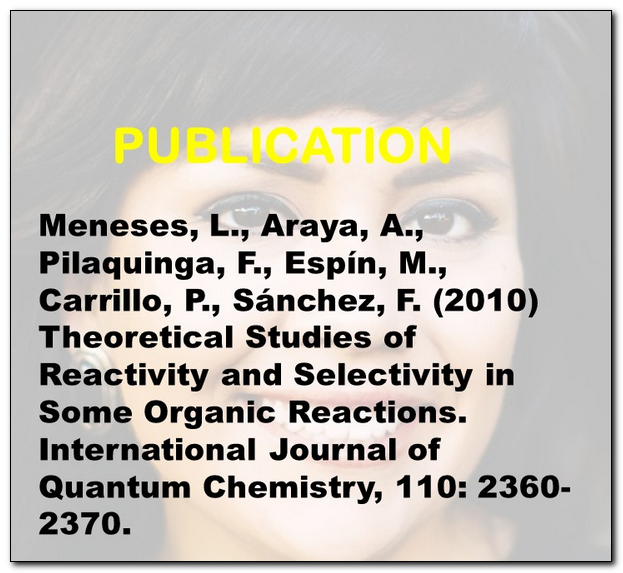 PUBLICATION
Meneses, L., Araya, A.,
Pilaquinga, F., Espín, M.,
Carrillo, P., Sánchez, F. (2010)
Theoretical Studies of
Reactivity and Selectivity in
Some Organic Reactions.
International Journal of
Quantum Chemistry, 110: 2360-
2370.